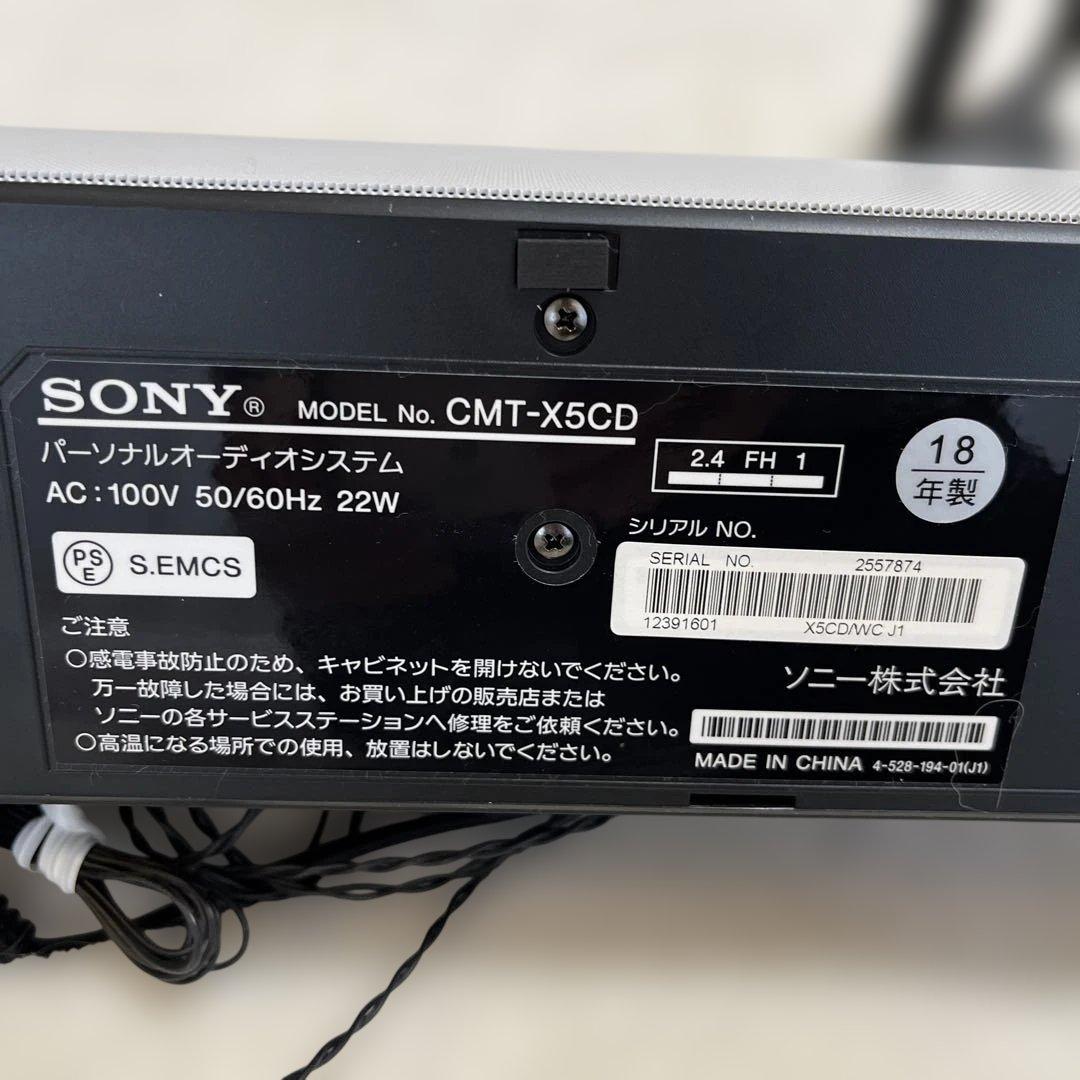 SONY® MODEL No. CMT-X5CD
パーソナルオーディオシステム
AC : 100V 50/60Hz 22W
2.4 FH 1
18
年製
PSE S.EMCS
シリアル NO.
SERIAL NO. 2557874
12391601 X5CD/WC J1
ご注意
○感電事故防止のため、キャビネットを開けないでください。
万一故障した場合には、お買い上げの販売店または
ソニーの各サービスステーションへ修理をご依頼ください。
○高温になる場所での使用、放置はしないでください。
ソニー株式会社
MADE IN CHINA 4-528-194-01(J1)